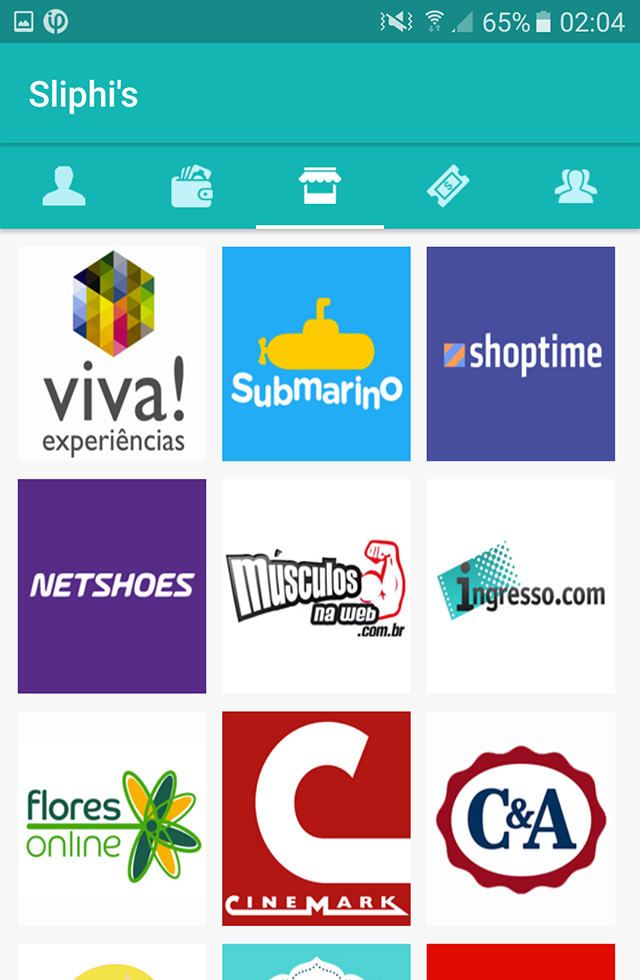 65% 02:04
Sliphi's
viva!
experiências
Submarino
shoptime
NETSHOES
músculos
na web
.com.br
ingresso.com
flores
online
CINEMARK
C&A